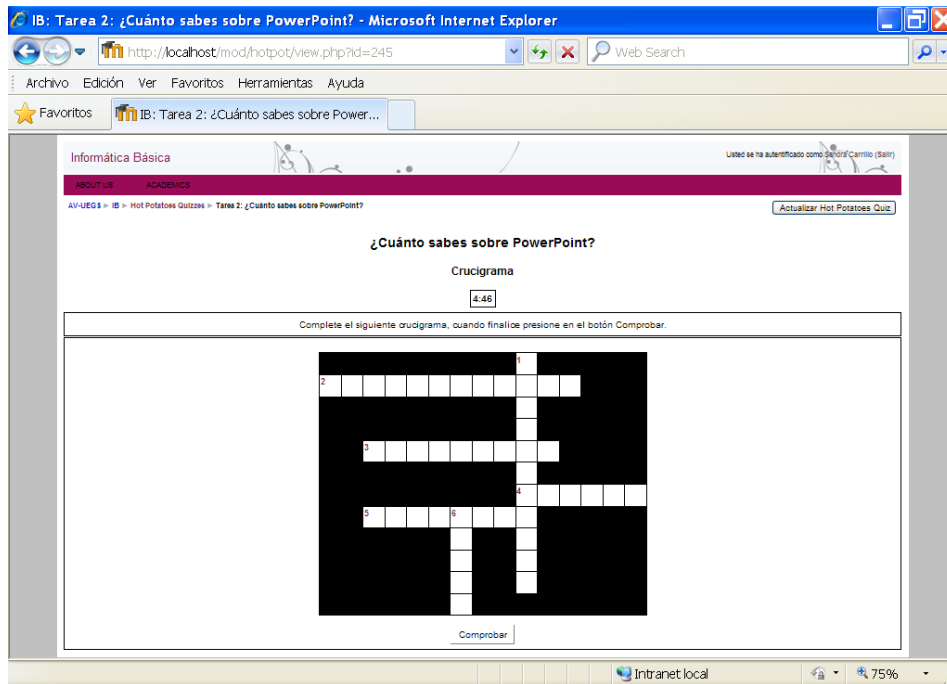 IB: Tarea 2: ¿Cuánto sabes sobre PowerPoint? - Microsoft Internet Explorer
http://localhost/mod/hotpot/view.php?id=245 Web Search
Archivo Edición Ver Favoritos Herramientas Ayuda
Favoritos IB: Tarea 2: ¿Cuánto sabes sobre Power...
Informática Básica Usted se ha autentificado como Sandra Carrillo (Salir)
ABOUT US ACADEMICS
AV-UEGS ► IB ► Hot Potatoes Quizzes ► Tarea 2: ¿Cuánto sabes sobre PowerPoint? Actualizar Hot Potatoes Quiz
¿Cuánto sabes sobre PowerPoint?
Crucigrama
4:46
Complete el siguiente crucigrama, cuando finalice presione en el botón Comprobar.
1
2
3
4
5 6
Comprobar
Intranet local 75%